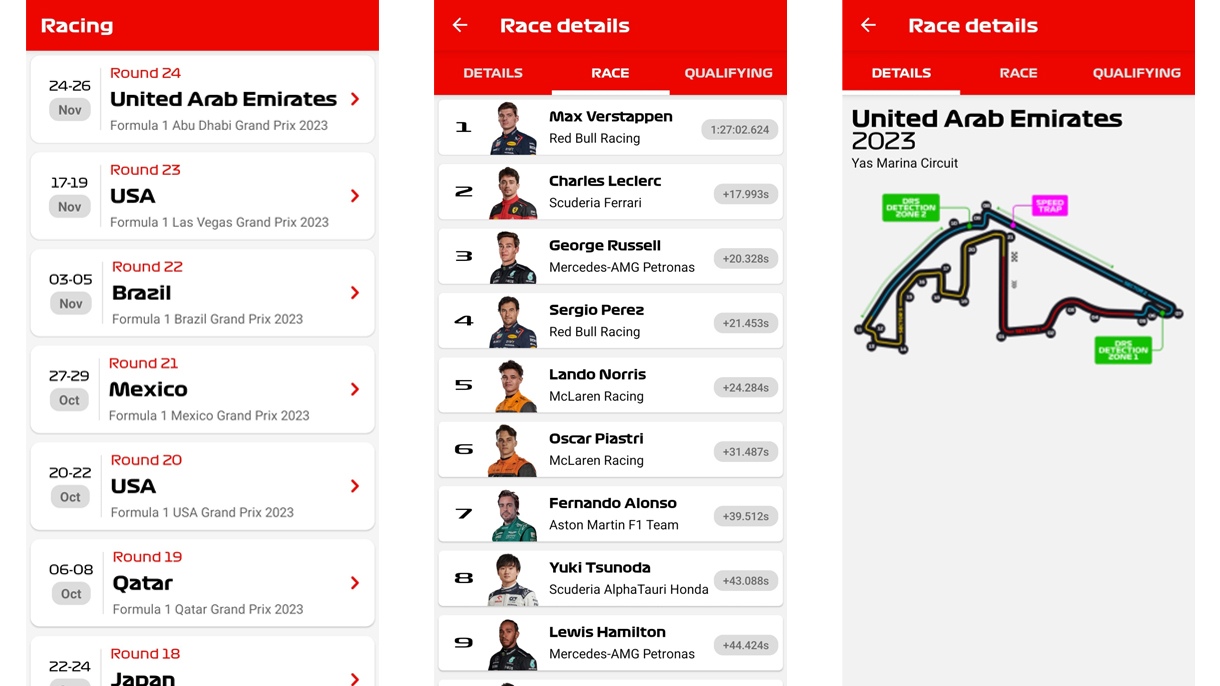 Racing
24-26
Nov
Round 24
United Arab Emirates
Formula 1 Abu Dhabi Grand Prix 2023
17-19
Nov
Round 23
USA
Formula 1 Las Vegas Grand Prix 2023
03-05
Nov
Round 22
Brazil
Formula 1 Brazil Grand Prix 2023
27-29
Oct
Round 21
Mexico
Formula 1 Mexico Grand Prix 2023
20-22
Oct
Round 20
USA
Formula 1 USA Grand Prix 2023
06-08
Oct
Round 19
Qatar
Formula 1 Qatar Grand Prix 2023
22-24
Round 18
Japan
Race details
DETAILS RACE QUALIFYING
1 Max Verstappen 1:27:02.624
Red Bull Racing
2 Charles Leclerc +17.993s
Scuderia Ferrari
3 George Russell +20.328s
Mercedes-AMG Petronas
4 Sergio Perez +21.453s
Red Bull Racing
5 Lando Norris +24.284s
McLaren Racing
6 Oscar Piastri +31.487s
McLaren Racing
7 Fernando Alonso +39.512s
Aston Martin F1 Team
8 Yuki Tsunoda +43.088s
Scuderia AlphaTauri Honda
9 Lewis Hamilton +44.424s
Mercedes-AMG Petronas
Race details
DETAILS RACE QUALIFYING
United Arab Emirates
2023
Yas Marina Circuit
DRS
DETECTION
ZONE 2
SPEED
TRAP
DRS
DETECTION
ZONE 1